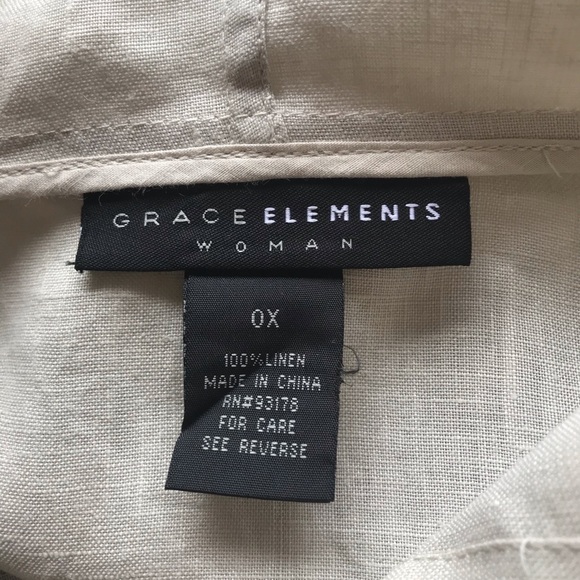 GRACE ELEMENTS
WOMAN
0X
100%LINEN
MADE IN CHINA
RN#93178
FOR CARE
SEE REVERSE